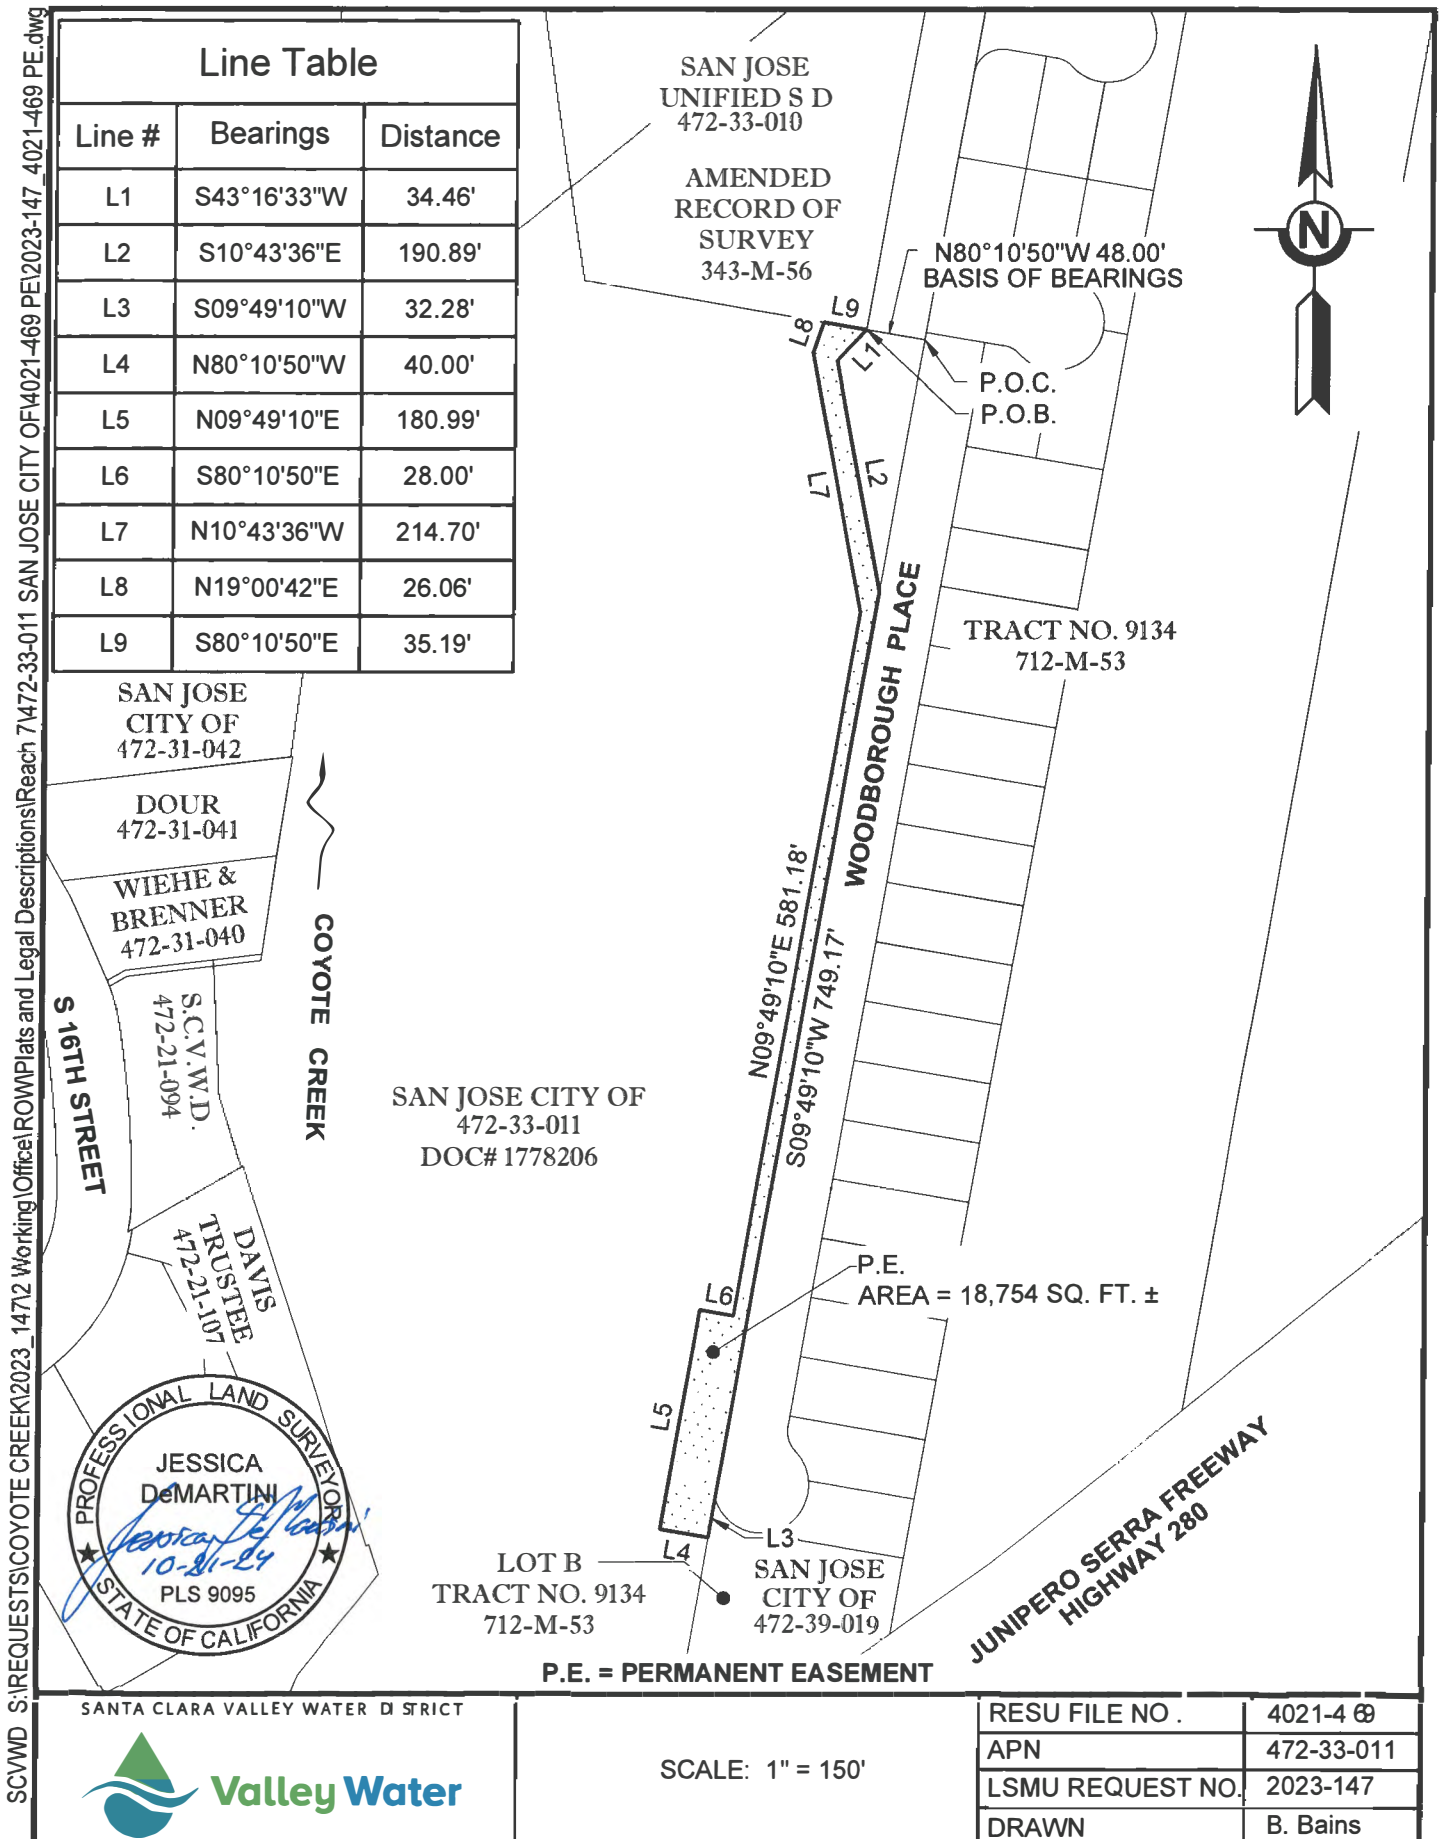 SCVWD S:\REQUESTS\COYOTE CREEK\2023_147\2 Working\Office\ROW\Plats and Legal Descriptions\Reach 7\472-33-011 SAN JOSE CITY OF\4021-469 PE\2023-147_4021-469 PE.dwg
Line Table
Line # Bearings Distance
L1 S43°16'33"W 34.46'
L2 S10°43'36"E 190.89'
L3 S09°49'10"W 32.28'
L4 N80°10'50"W 40.00'
L5 N09°49'10"E 180.99'
L6 S80°10'50"E 28.00'
L7 N10°43'36"W 214.70'
L8 N19°00'42"E 26.06'
L9 S80°10'50"E 35.19'
SAN JOSE
UNIFIED S D
472-33-010
AMENDED
RECORD OF
SURVEY
343-M-56
N
N80°10'50"W 48.00'
BASIS OF BEARINGS
L9
L8
L1
P.O.C.
P.O.B.
L7
L2
WOODBOROUGH PLACE
TRACT NO. 9134
712-M-53
SAN JOSE
CITY OF
472-31-042
DOUR
472-31-041
WIEHE &
BRENNER
472-31-040
COYOTE CREEK
S 16TH STREET
S.C.V.W.D.
472-21-094
N09°49'10"E 581.18'
S09°49'10"W 749.17'
SAN JOSE CITY OF
472-33-011
DOC# 1778206
DAVIS
TRUSTEE
472-21-107
P.E.
AREA = 18,754 SQ. FT. ±
L6
L5
L4
L3
PROFESSIONAL LAND SURVEYOR
JESSICA
DeMARTINI
Jessica DeMartini
10-21-24
PLS 9095
STATE OF CALIFORNIA
LOT B
TRACT NO. 9134
712-M-53
SAN JOSE
CITY OF
472-39-019
JUNIPERO SERRA FREEWAY
HIGHWAY 280
P.E. = PERMANENT EASEMENT
SANTA CLARA VALLEY WATER DISTRICT
Valley Water
SCALE: 1" = 150'
RESU FILE NO. 4021-469
APN 472-33-011
LSMU REQUEST NO. 2023-147
DRAWN B. Bains